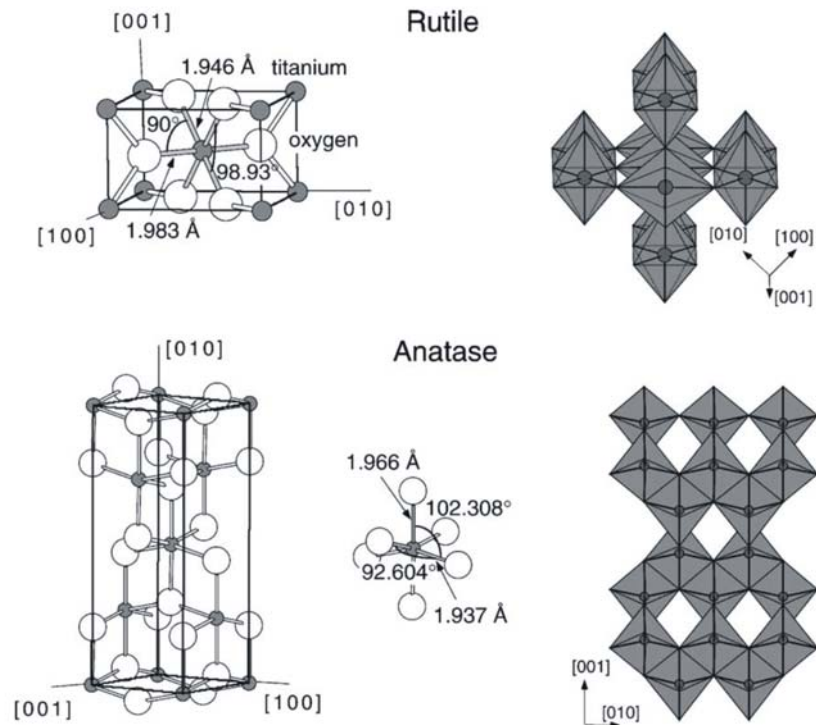 Rutile
[001]
1.946 Å
titanium
90°
oxygen
98.93°
[010]
[100]
1.983 Å
[010]
[100]
[001]
Anatase
[010]
1.966 Å
102.308°
92.604°
1.937 Å
[001]
[100]
[001]
[010]